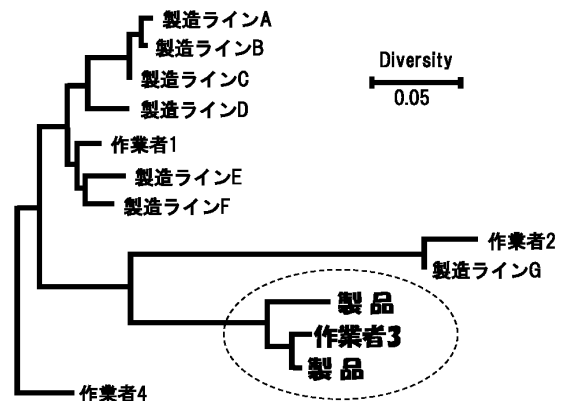 製造ラインA
製造ラインB
製造ラインC
製造ラインD
作業者1
製造ラインE
製造ラインF
Diversity
0.05
作業者2
製造ラインG
製品
作業者3
製品
作業者4